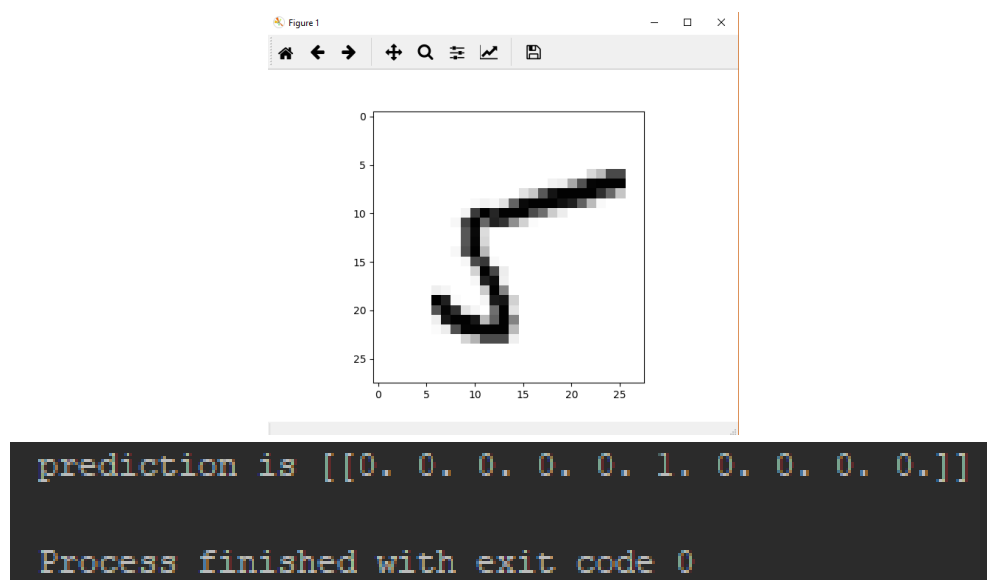 Figure 1
0
5
10
15
20
25
0 5 10 15 20 25
prediction is [[0. 0. 0. 0. 0. 1. 0. 0. 0. 0.]]
Process finished with exit code 0